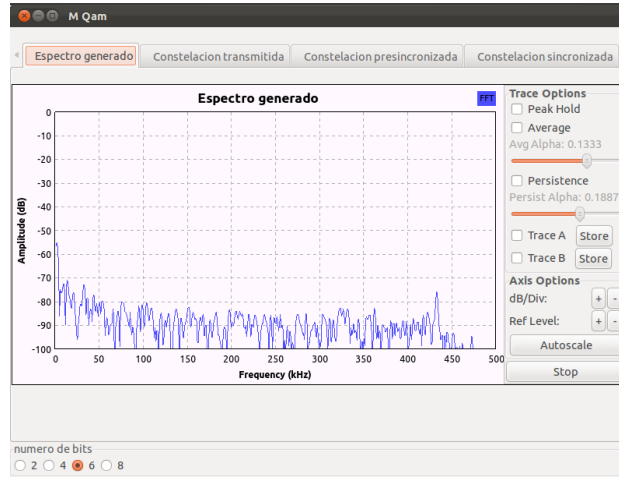 M Qam
Espectro generado Constelacion transmitida Constelacion presincronizada Constelacion sincronizada
Espectro generado
FFT
Amplitude (dB)
0
-10
-20
-30
-40
-50
-60
-70
-80
-90
-100
0 50 100 150 200 250 300 350 400 450 500
Frequency (kHz)
Trace Options
Peak Hold
Average
Avg Alpha: 0.1333
Persistence
Persist Alpha: 0.1887
Trace A Store
Trace B Store
Axis Options
dB/Div: + -
Ref Level: + -
Autoscale
Stop
numero de bits
2 4 6 8